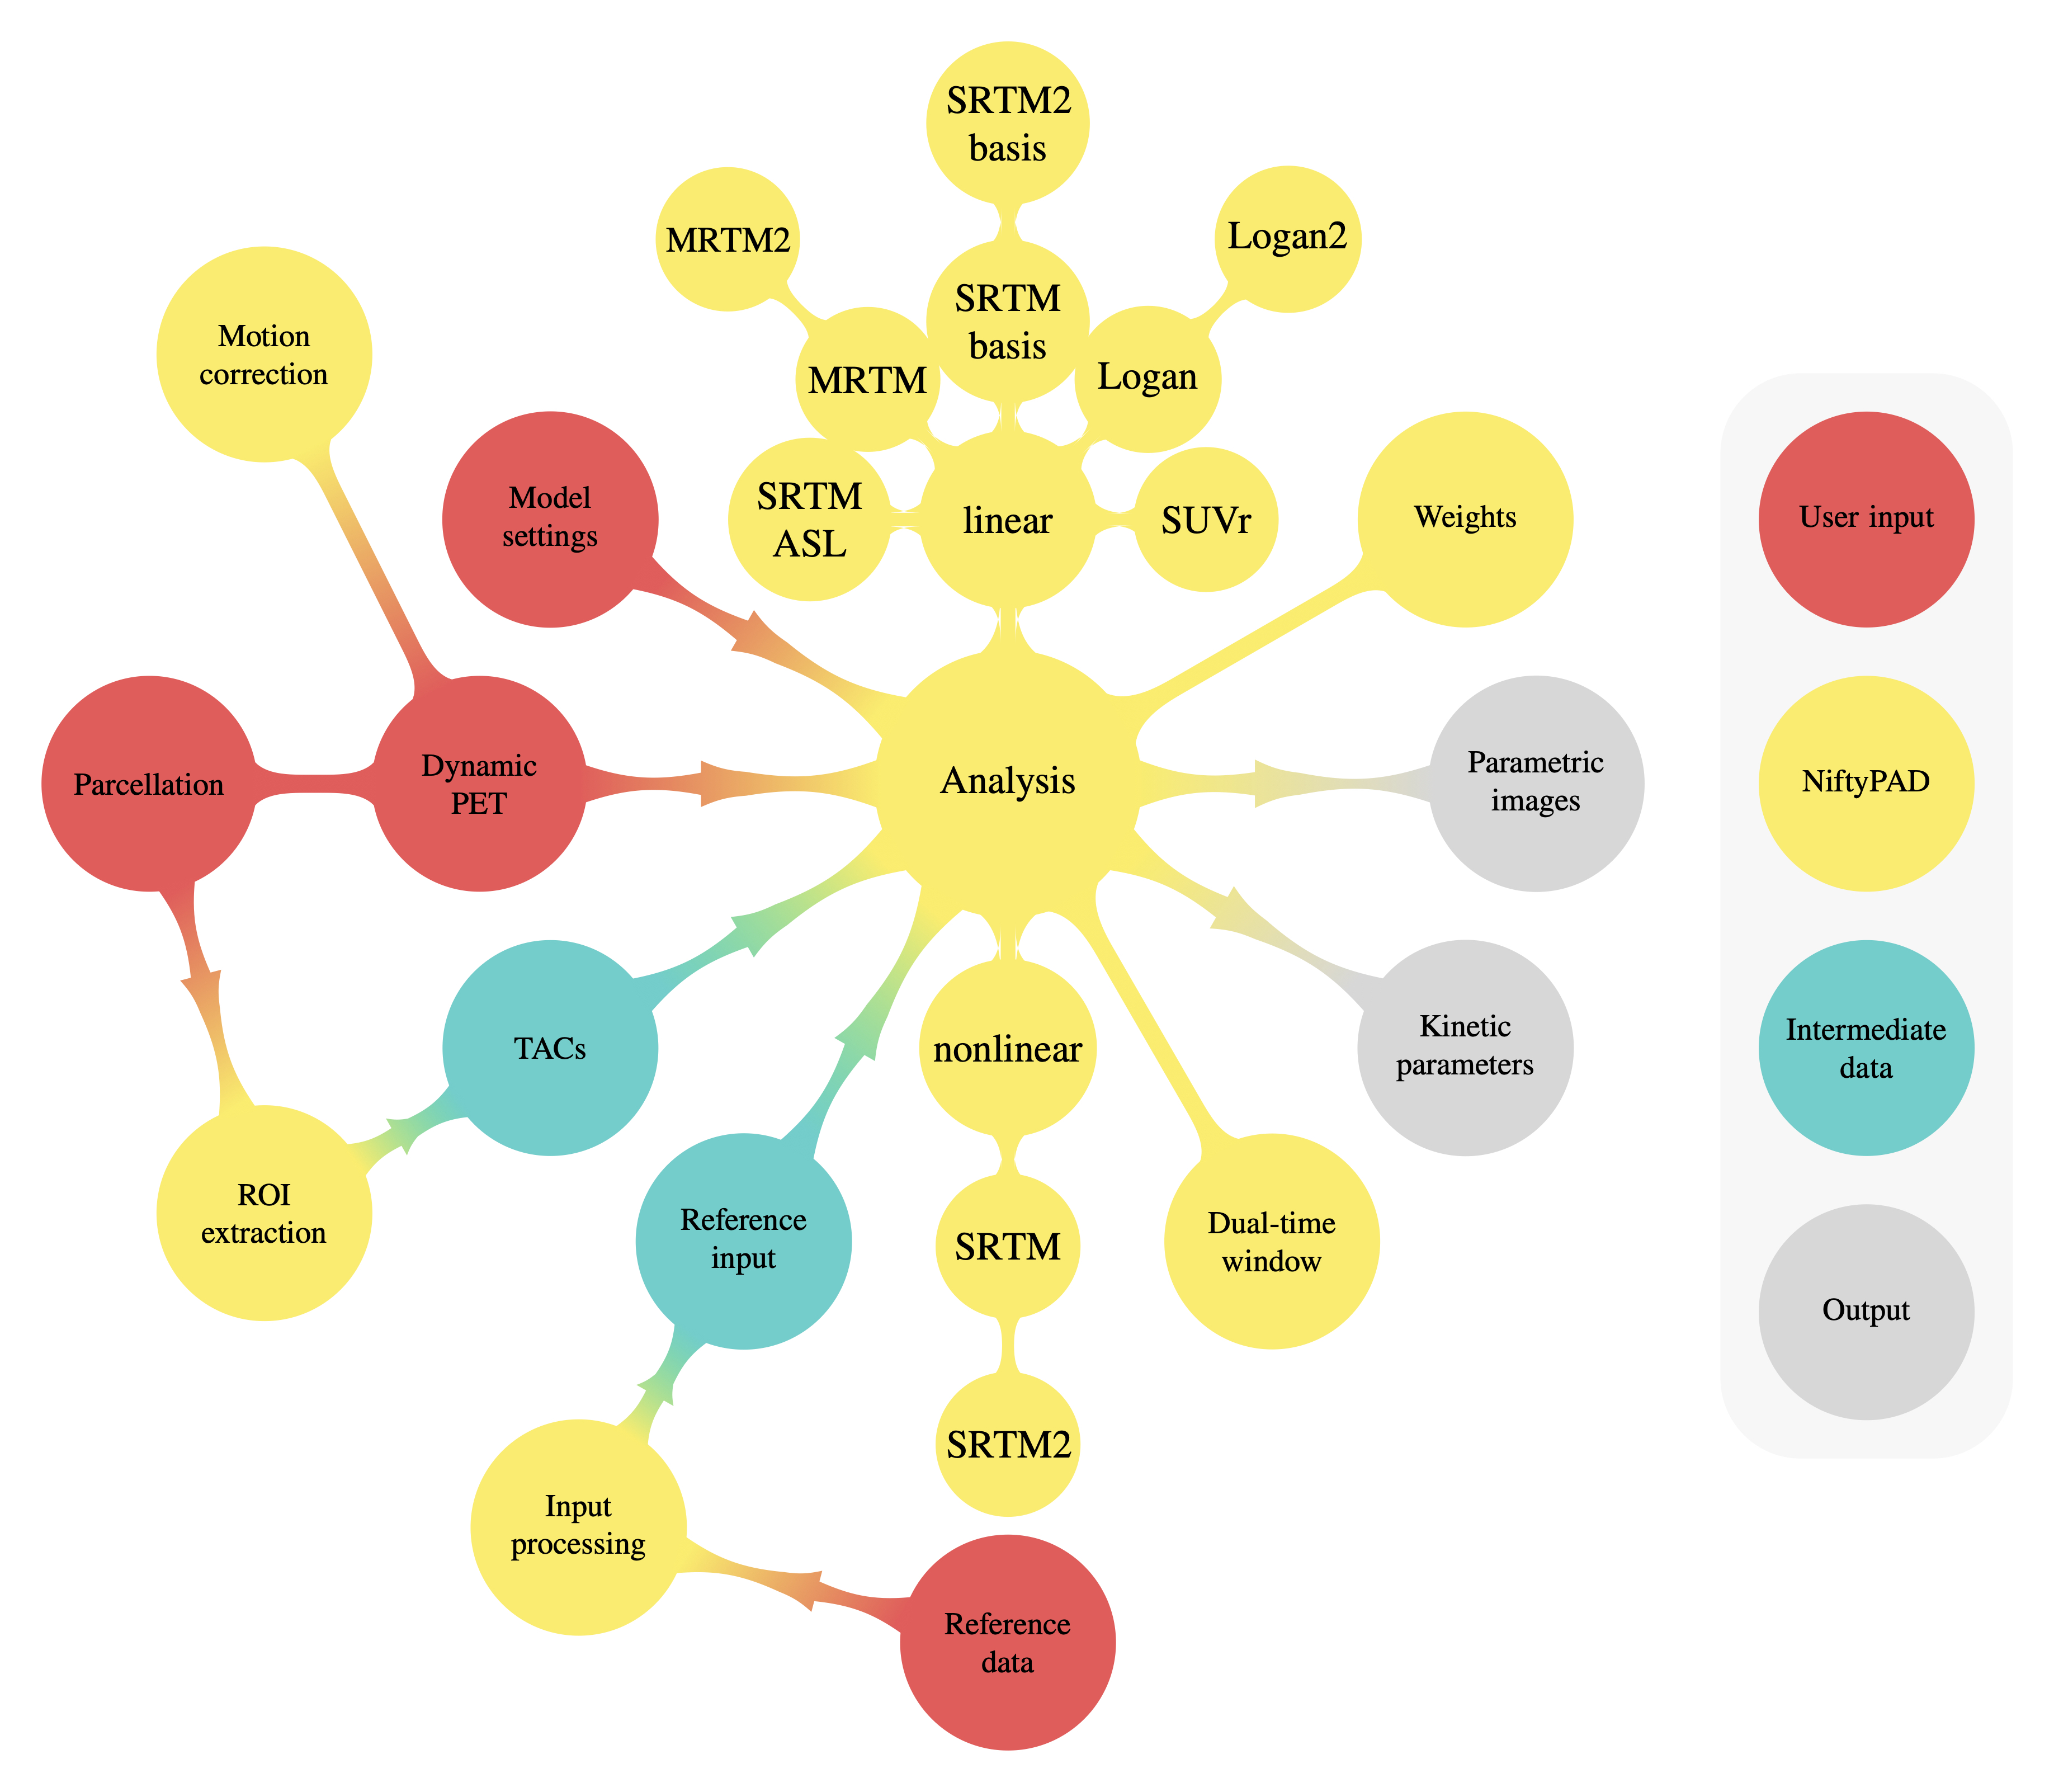 SRTM2
basis
MRTM2
Logan2
SRTM
basis
Motion
correction
MRTM
Logan
Model
settings
SRTM
ASL
linear
SUVr
Weights
User input
Parcellation
Dynamic
PET
Analysis
Parametric
images
NiftyPAD
TACs
nonlinear
Kinetic
parameters
Intermediate
data
ROI
extraction
Reference
input
SRTM
Dual-time
window
Output
SRTM2
Input
processing
Reference
data